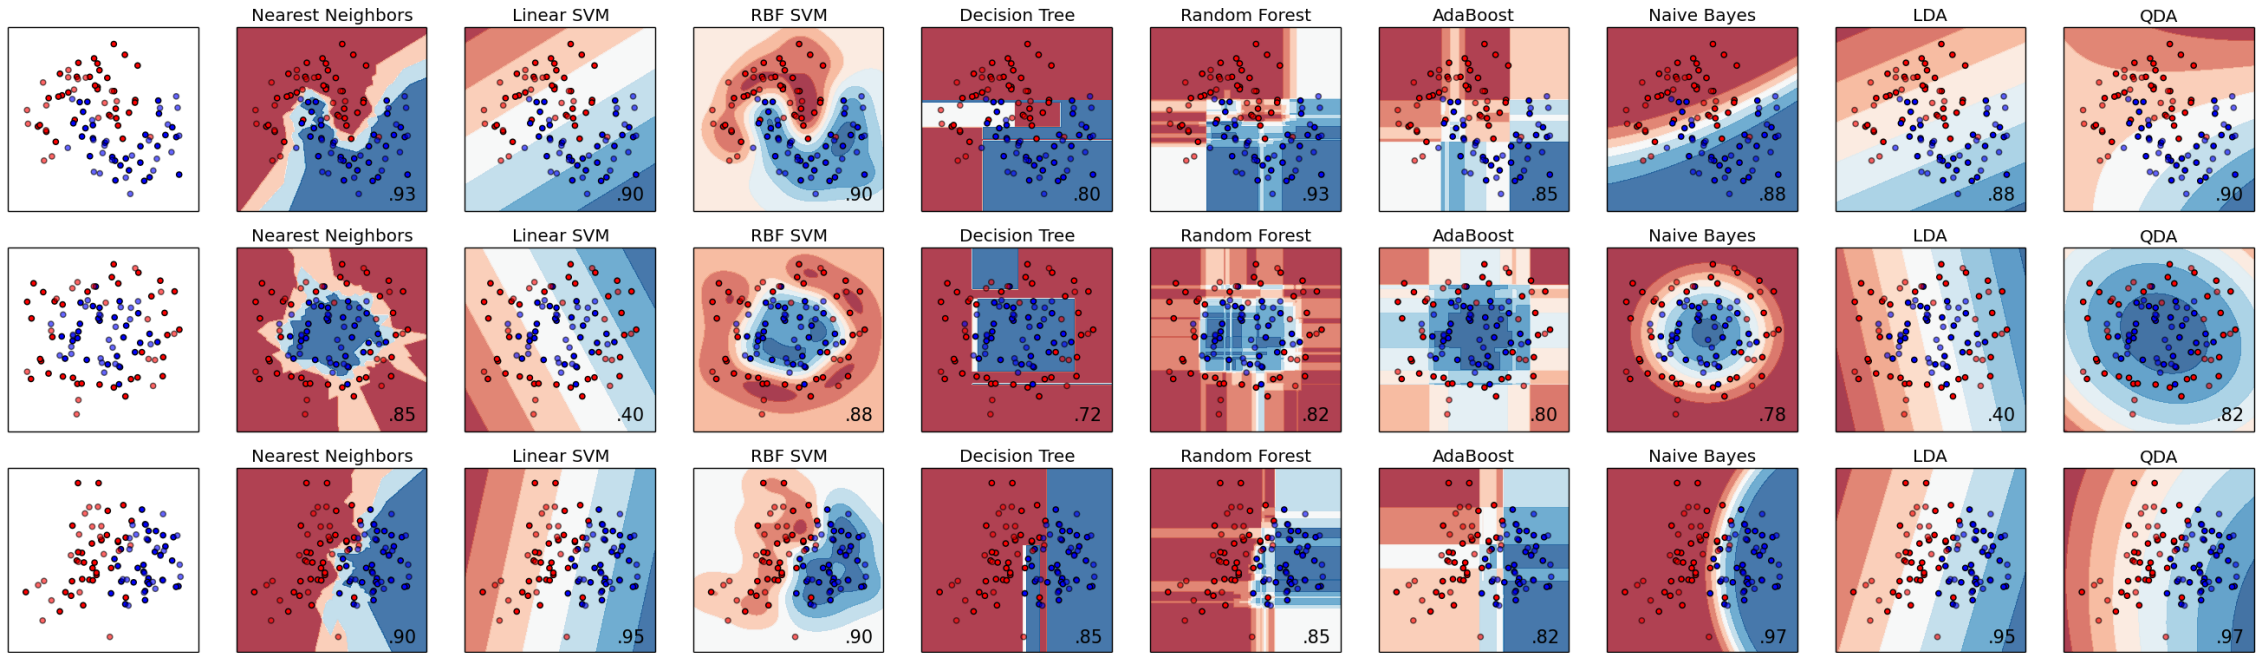 Nearest Neighbors Linear SVM RBF SVM Decision Tree Random Forest AdaBoost Naive Bayes LDA QDA
.93 .90 .90 .80 .93 .85 .88 .88 .90
Nearest Neighbors Linear SVM RBF SVM Decision Tree Random Forest AdaBoost Naive Bayes LDA QDA
.85 .40 .88 .72 .82 .80 .78 .40 .82
Nearest Neighbors Linear SVM RBF SVM Decision Tree Random Forest AdaBoost Naive Bayes LDA QDA
.90 .95 .90 .85 .85 .82 .97 .95 .97